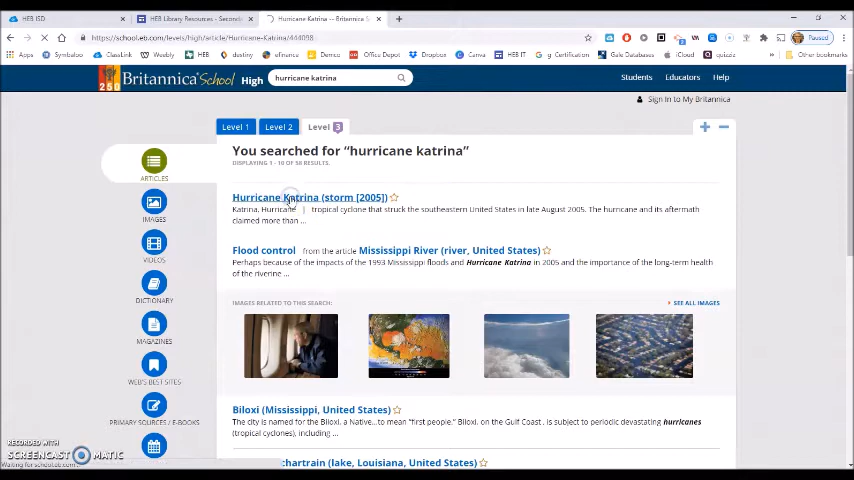 HEB ISD
HEB Library Resources - Seconda
Hurricane Katrina -- Britannica S
https://school.eb.com/levels/high/article/Hurricane-Katrina/444098
Paused
Apps
Symbaloo
ClassLink
Weebly
HEB
destiny
efinance
Demco
Office Depot
Dropbox
Canva
HEB IT
g Certification
Gale Databases
iCloud
quizziz
Other bookmarks
250
Britannica School High
hurricane katrina
Students
Educators
Help
Sign In to My Britannica
Level 1
Level 2
Level 3
You searched for “hurricane katrina”
DISPLAYING 1 - 10 OF 58 RESULTS.
ARTICLES
IMAGES
VIDEOS
DICTIONARY
MAGAZINES
WEB'S BEST SITES
PRIMARY SOURCES / E-BOOKS
Hurricane Katrina (storm [2005])
Katrina, Hurricane | tropical cyclone that struck the southeastern United States in late August 2005. The hurricane and its aftermath
claimed more than ...
Flood control from the article Mississippi River (river, United States)
Perhaps because of the impacts of the 1993 Mississippi floods and Hurricane Katrina in 2005 and the importance of the long-term health
of the riverine ...
IMAGES RELATED TO THIS SEARCH:
SEE ALL IMAGES
Biloxi (Mississippi, United States)
The city is named for the Biloxi, a Native...to mean “first people.” Biloxi, on the Gulf Coast, is subject to periodic devastating hurricanes
(tropical cyclones), including ...
chartrain (lake, Louisiana, United States)
RECORDED WITH
SCREENCAST MATIC
Waiting for school.eb.com...